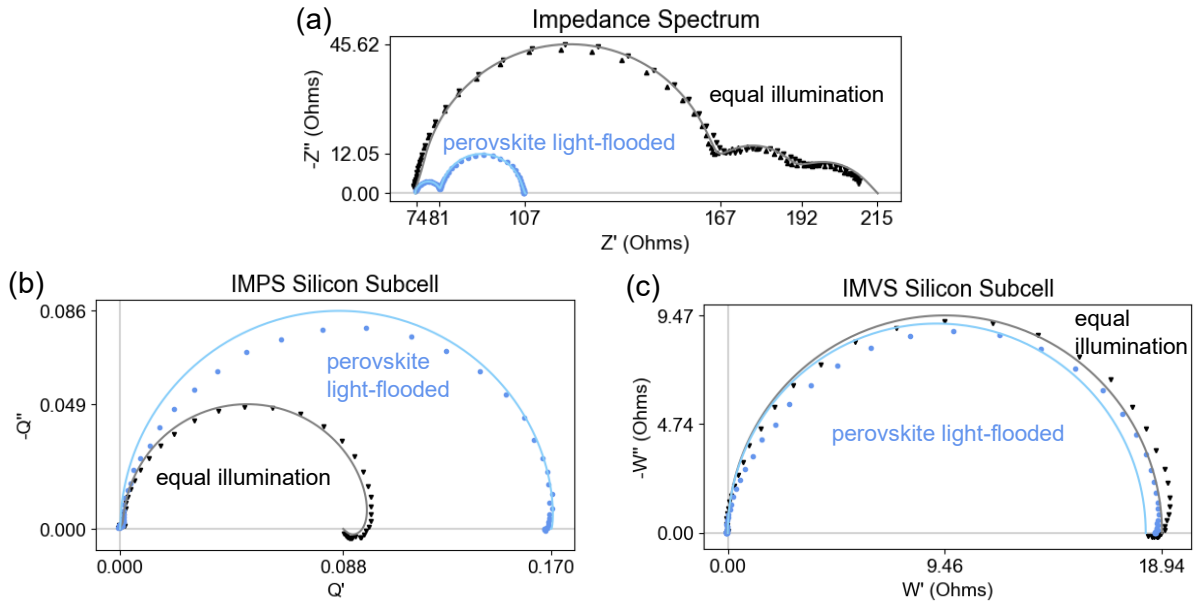 (a)
Impedance Spectrum
45.62
12.05
0.00
-Z'' (Ohms)
equal illumination
perovskite light-flooded
74 81 107 167 192 215
Z' (Ohms)
(b)
IMPS Silicon Subcell
0.086
0.049
0.000
-Q''
perovskite
light-flooded
equal illumination
0.000 0.088 0.170
Q'
(c)
IMVS Silicon Subcell
9.47
4.74
0.00
-W'' (Ohms)
equal
illumination
perovskite light-flooded
0.00 9.46 18.94
W' (Ohms)